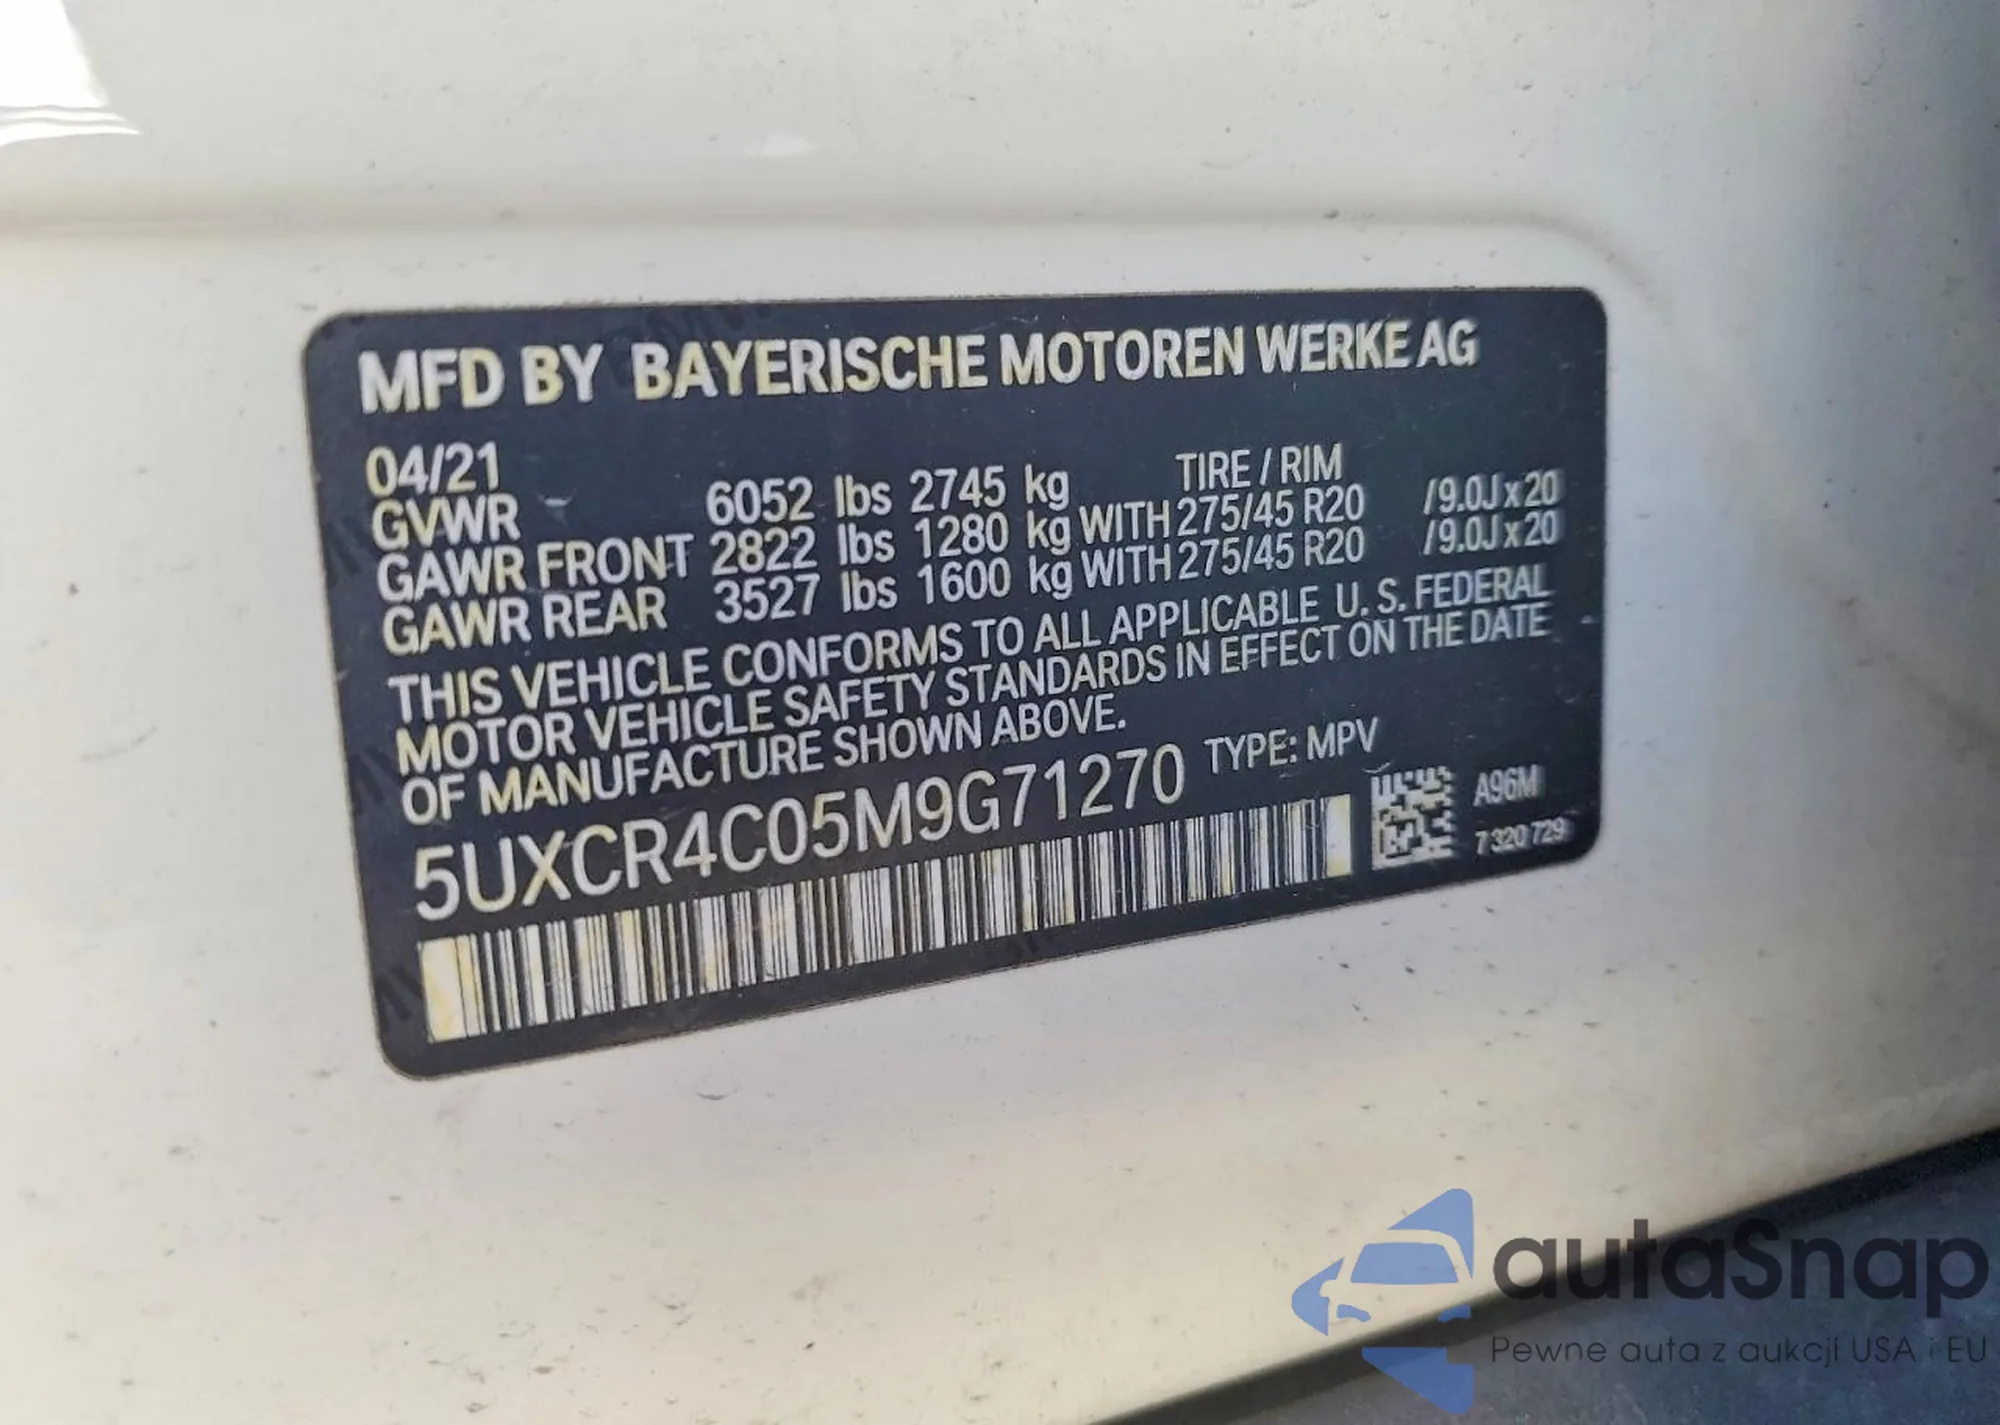 MFD BY BAYERISCHE MOTOREN WERKE AG
04/21 TIRE / RIM
GVWR 6052 lbs 2745 kg
GAWR FRONT 2822 lbs 1280 kg WITH 275/45 R20 /9.0J x 20
GAWR REAR 3527 lbs 1600 kg WITH 275/45 R20 /9.0J x 20
THIS VEHICLE CONFORMS TO ALL APPLICABLE U. S. FEDERAL
MOTOR VEHICLE SAFETY STANDARDS IN EFFECT ON THE DATE
OF MANUFACTURE SHOWN ABOVE.
5UXCR4C05M9G71270 TYPE: MPV
A96M
7 320 729
autaSnap
Pewne auta z aukcji USA i EU